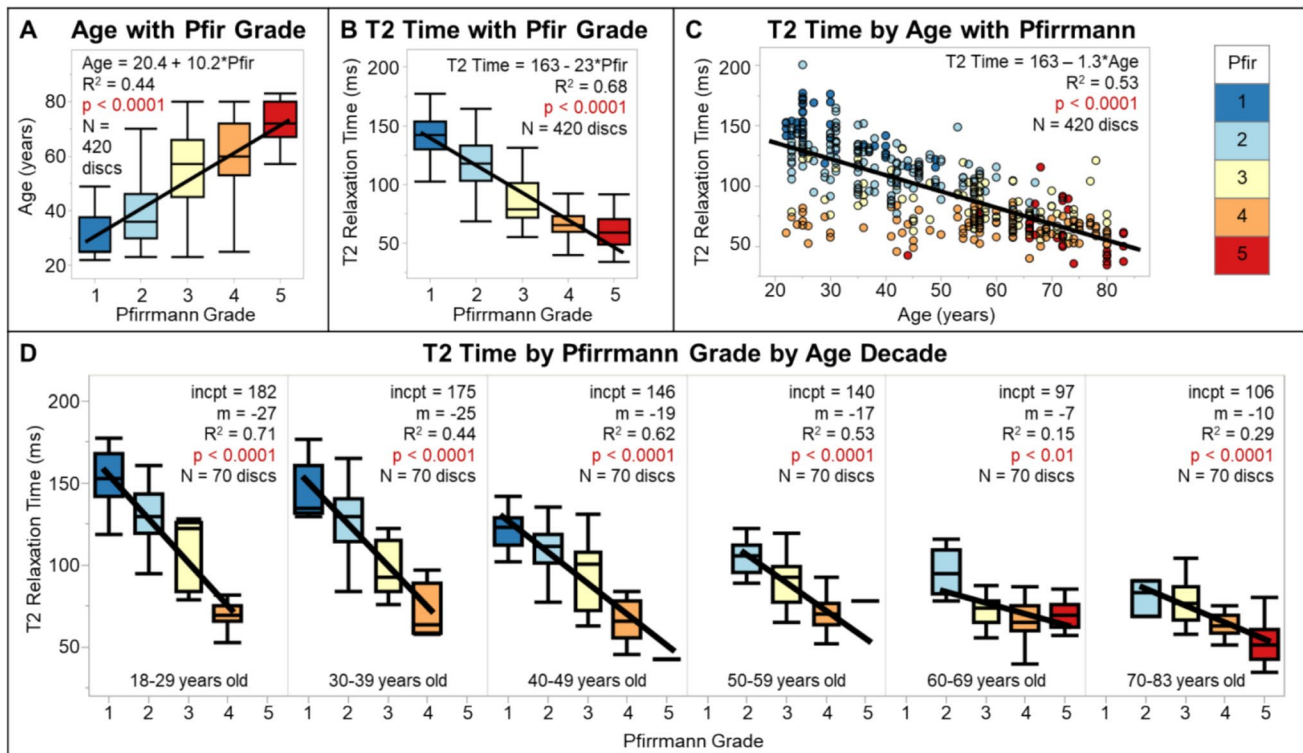 A Age with Pfir Grade
Age = 20.4 + 10.2*Pfir
R² = 0.44
p < 0.0001
N =
420
discs
80
60
40
20
Age (years)
1 2 3 4 5
Pfirrmann Grade
B T2 Time with Pfir Grade
T2 Time = 163 - 23*Pfir
R² = 0.68
p < 0.0001
N = 420 discs
200
150
100
50
T2 Relaxation Time (ms)
1 2 3 4 5
Pfirrmann Grade
C T2 Time by Age with Pfirrmann
T2 Time = 163 – 1.3*Age
R² = 0.53
p < 0.0001
N = 420 discs
200
150
100
50
T2 Relaxation Time (ms)
20 30 40 50 60 70 80
Age (years)
Pfir
1
2
3
4
5
D T2 Time by Pfirrmann Grade by Age Decade
200
150
100
50
T2 Relaxation Time (ms)
incpt = 182
m = -27
R² = 0.71
p < 0.0001
N = 70 discs
18-29 years old
1 2 3 4 5
incpt = 175
m = -25
R² = 0.44
p < 0.0001
N = 70 discs
30-39 years old
1 2 3 4 5
incpt = 146
m = -19
R² = 0.62
p < 0.0001
N = 70 discs
40-49 years old
1 2 3 4 5
incpt = 140
m = -17
R² = 0.53
p < 0.0001
N = 70 discs
50-59 years old
1 2 3 4 5
incpt = 97
m = -7
R² = 0.15
p < 0.01
N = 70 discs
60-69 years old
1 2 3 4 5
incpt = 106
m = -10
R² = 0.29
p < 0.0001
N = 70 discs
70-83 years old
1 2 3 4 5
Pfirrmann Grade